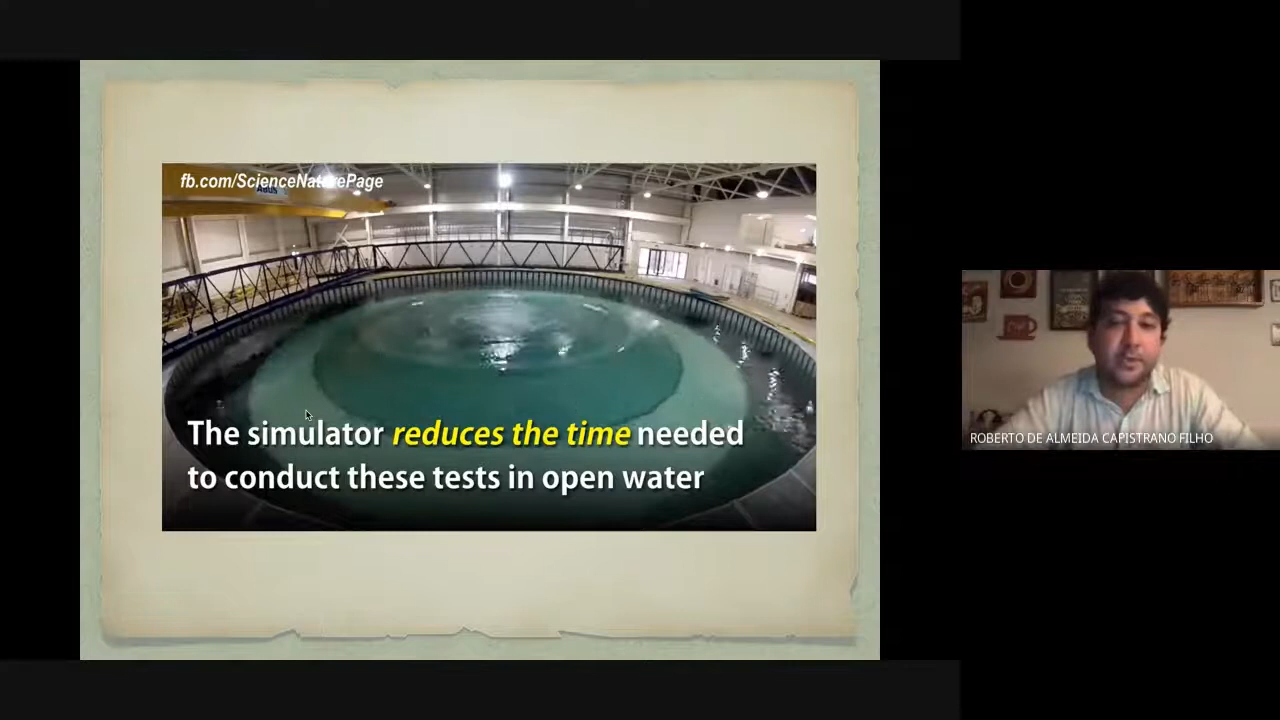 fb.com/ScienceNaturePage
The simulator reduces the time needed
to conduct these tests in open water
ROBERTO DE ALMEIDA CAPISTRANO FILHO